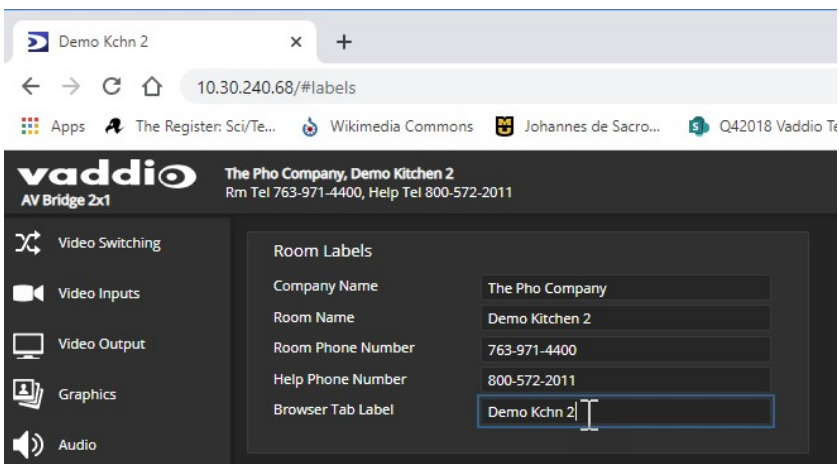 Demo Kchn 2
10.30.240.68/#labels
Apps The Register: Sci/Te... Wikimedia Commons Johannes de Sacro... Q42018 Vaddio Te
vaddio
AV Bridge 2x1
The Pho Company, Demo Kitchen 2
Rm Tel 763-971-4400, Help Tel 800-572-2011
Video Switching
Video Inputs
Video Output
Graphics
Audio
Room Labels
Company Name The Pho Company
Room Name Demo Kitchen 2
Room Phone Number 763-971-4400
Help Phone Number 800-572-2011
Browser Tab Label Demo Kchn 2